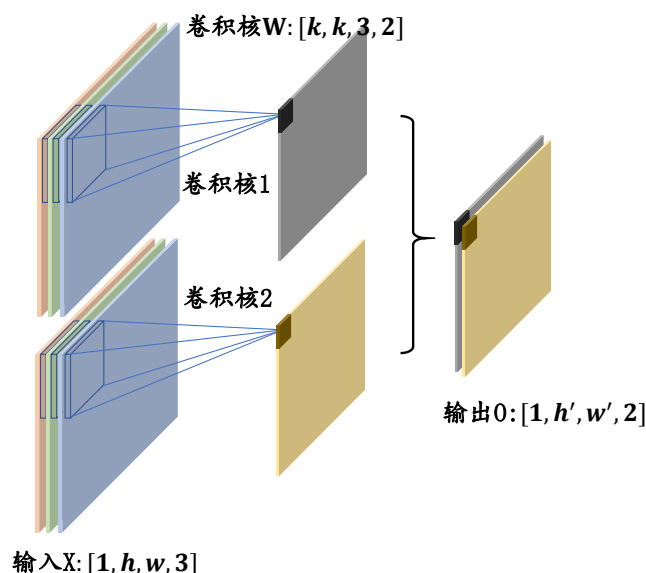 卷积核W: [k, k, 3, 2]
卷积核1
卷积核2
输出O: [1, h′, w′, 2]
输入X: [1, h, w, 3]